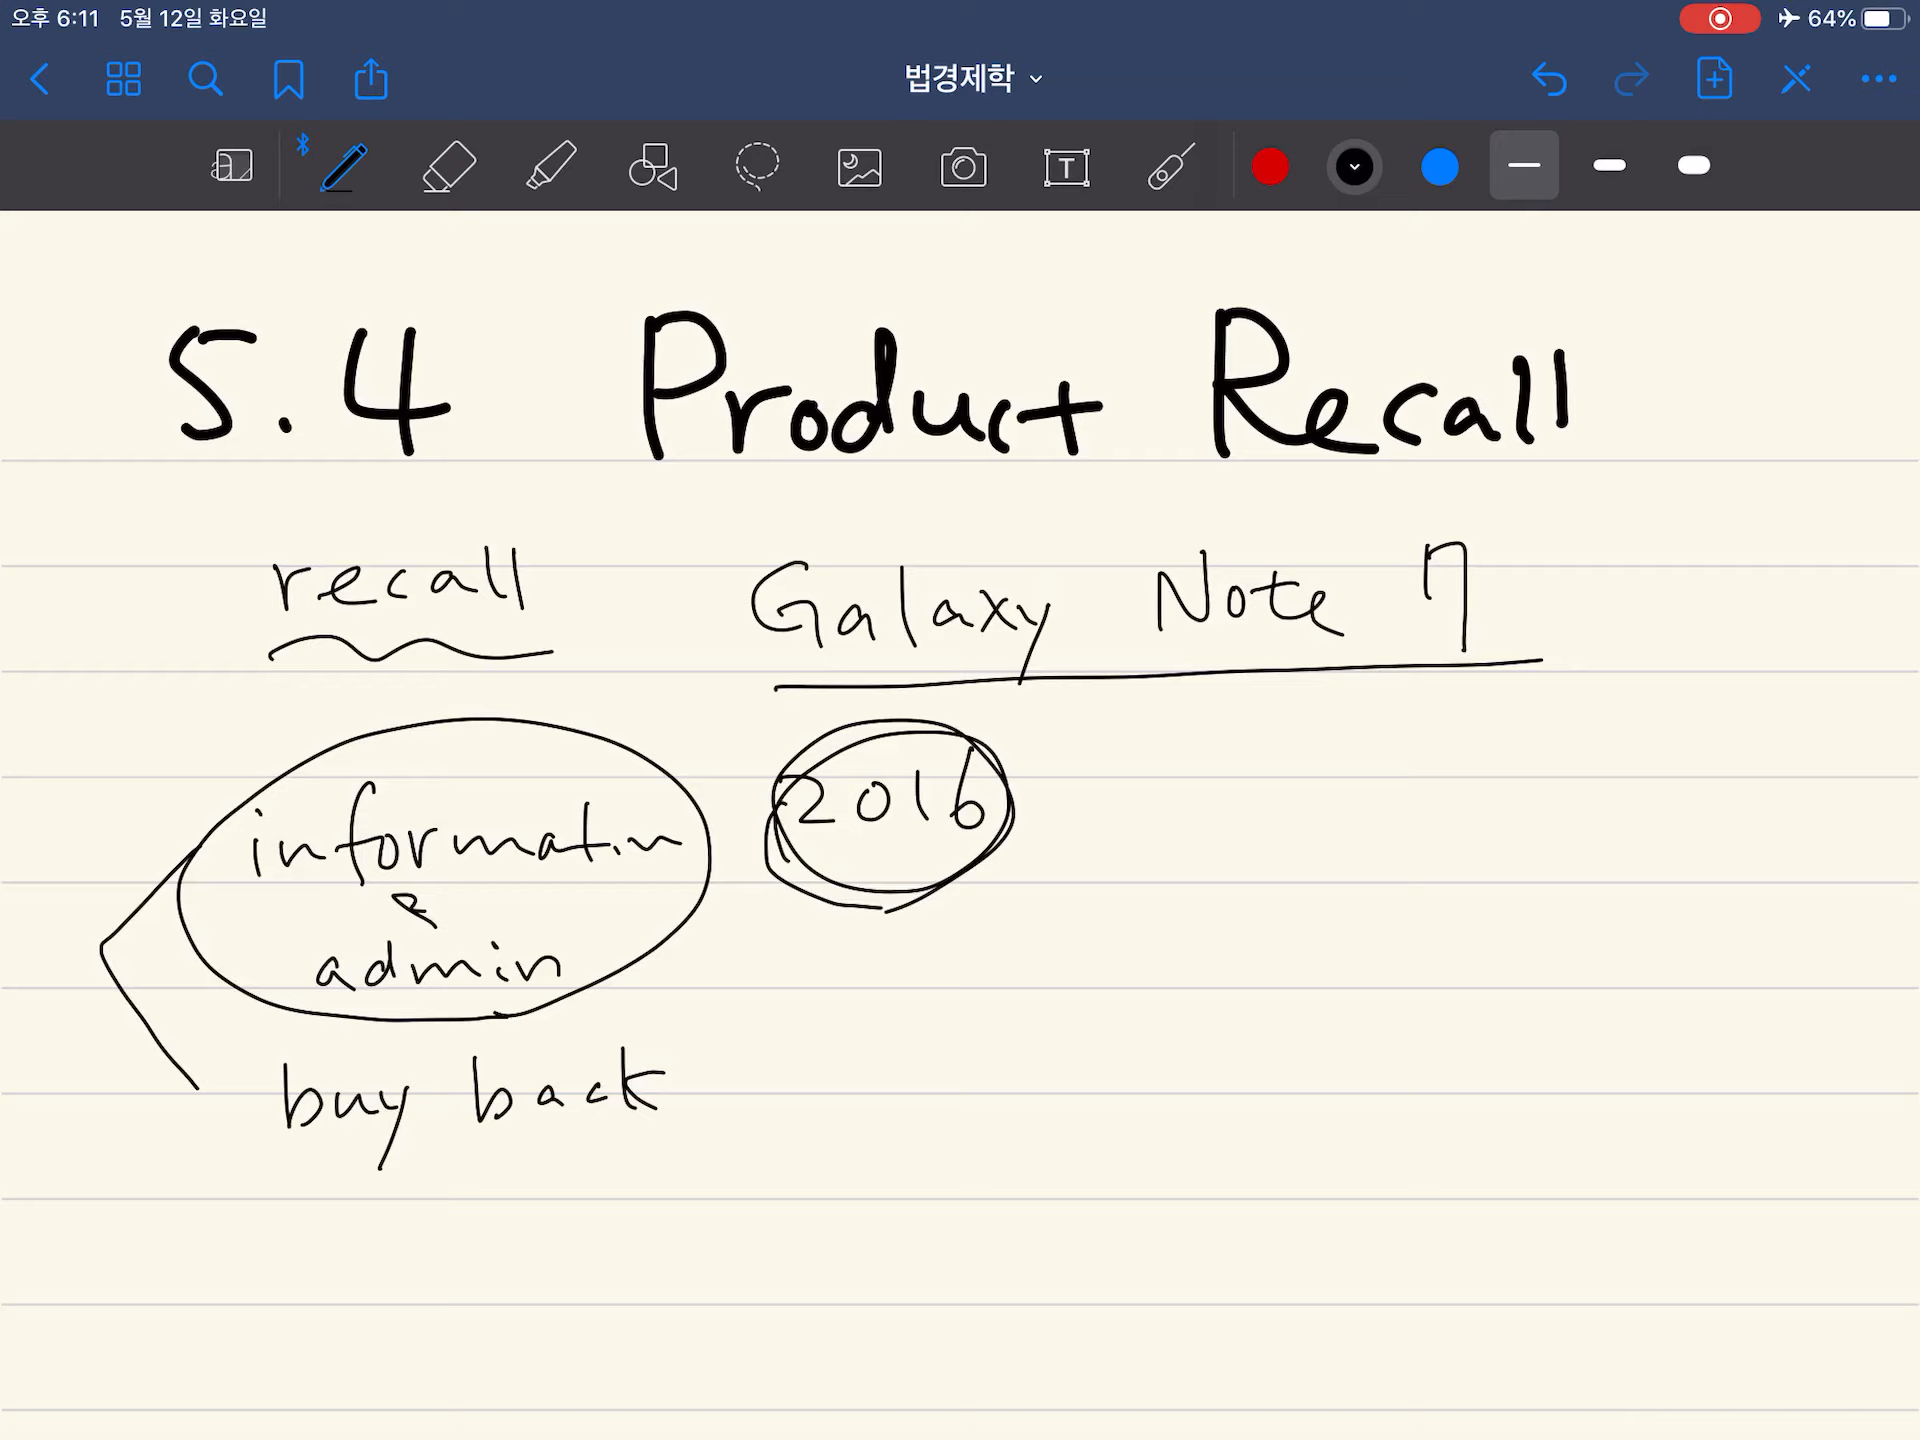 오후 6:11 5월 12일 화요일
64%
법경제학
5.4 Product Recall
recall Galaxy Note 7
2016
informatin
&
admin
buy back